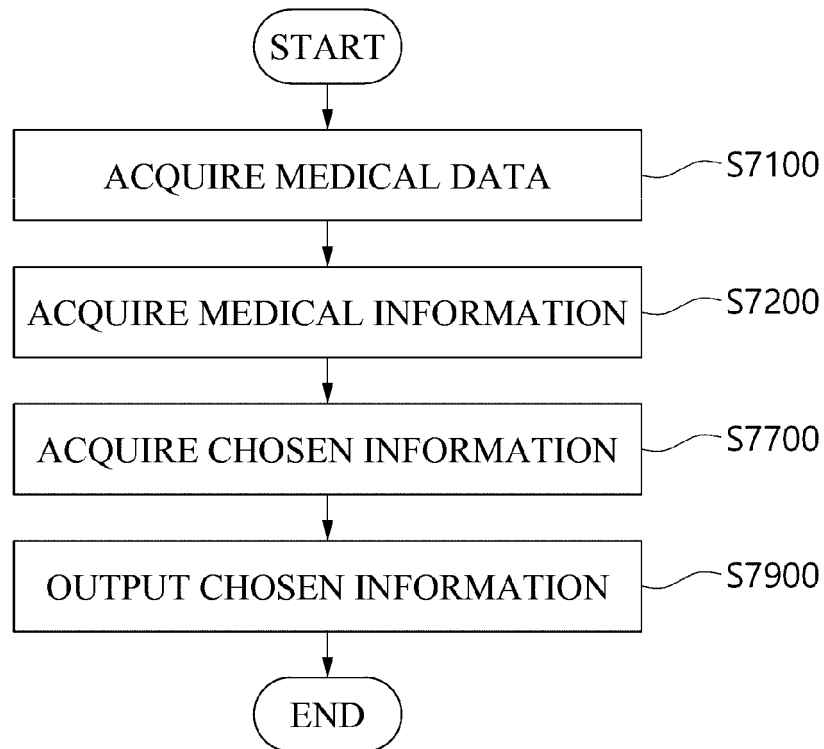 START
ACQUIRE MEDICAL DATA
S7100
ACQUIRE MEDICAL INFORMATION
S7200
ACQUIRE CHOSEN INFORMATION
S7700
OUTPUT CHOSEN INFORMATION
S7900
END